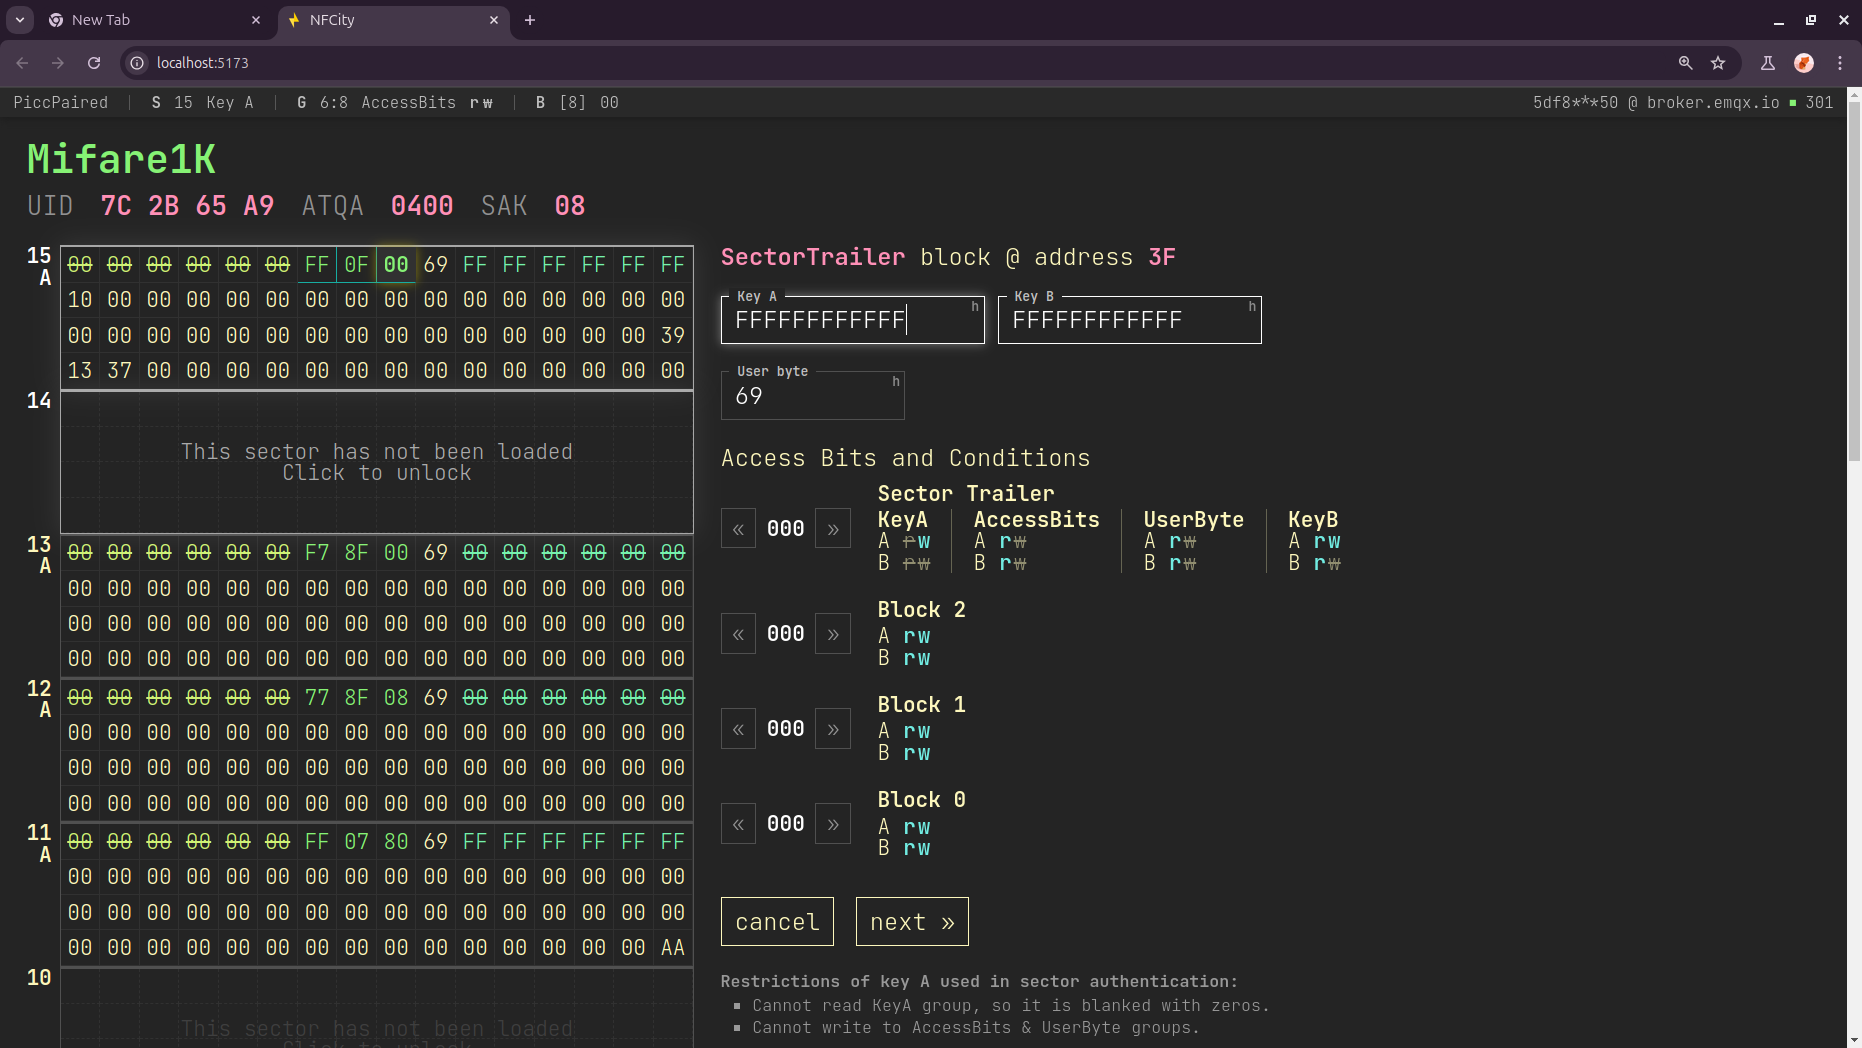 New Tab
NFCity
localhost:5173
PiccPaired | S 15 Key A | G 6:8 AccessBits rw | B [8] 00
5df8***50 @ broker.emqx.io 301
Mifare1K
UID 7C 2B 65 A9 ATQA 0400 SAK 08
15 A
00 00 00 00 00 00 FF 0F 00 69 FF FF FF FF FF FF
10 00 00 00 00 00 00 00 00 00 00 00 00 00 00 00
00 00 00 00 00 00 00 00 00 00 00 00 00 00 00 39
13 37 00 00 00 00 00 00 00 00 00 00 00 00 00 00
14
This sector has not been loaded
Click to unlock
13 A
00 00 00 00 00 00 F7 8F 00 69 00 00 00 00 00 00
00 00 00 00 00 00 00 00 00 00 00 00 00 00 00 00
00 00 00 00 00 00 00 00 00 00 00 00 00 00 00 00
00 00 00 00 00 00 00 00 00 00 00 00 00 00 00 00
12 A
00 00 00 00 00 00 77 8F 08 69 00 00 00 00 00 00
00 00 00 00 00 00 00 00 00 00 00 00 00 00 00 00
00 00 00 00 00 00 00 00 00 00 00 00 00 00 00 00
00 00 00 00 00 00 00 00 00 00 00 00 00 00 00 00
11 A
00 00 00 00 00 00 FF 07 80 69 FF FF FF FF FF FF
00 00 00 00 00 00 00 00 00 00 00 00 00 00 00 00
00 00 00 00 00 00 00 00 00 00 00 00 00 00 00 00
00 00 00 00 00 00 00 00 00 00 00 00 00 00 00 AA
10
This sector has not been loaded
Click to unlock
SectorTrailer block @ address 3F
Key A h
FFFFFFFFFFFF
Key B h
FFFFFFFFFFFF
User byte h
69
Access Bits and Conditions
« 000 »
Sector Trailer
KeyA AccessBits UserByte KeyB
A rw A rw A rw A rw
B rw B rw B rw B rw
« 000 »
Block 2
A rw
B rw
« 000 »
Block 1
A rw
B rw
« 000 »
Block 0
A rw
B rw
cancel
next »
Restrictions of key A used in sector authentication:
▪ Cannot read KeyA group, so it is blanked with zeros.
▪ Cannot write to AccessBits & UserByte groups.